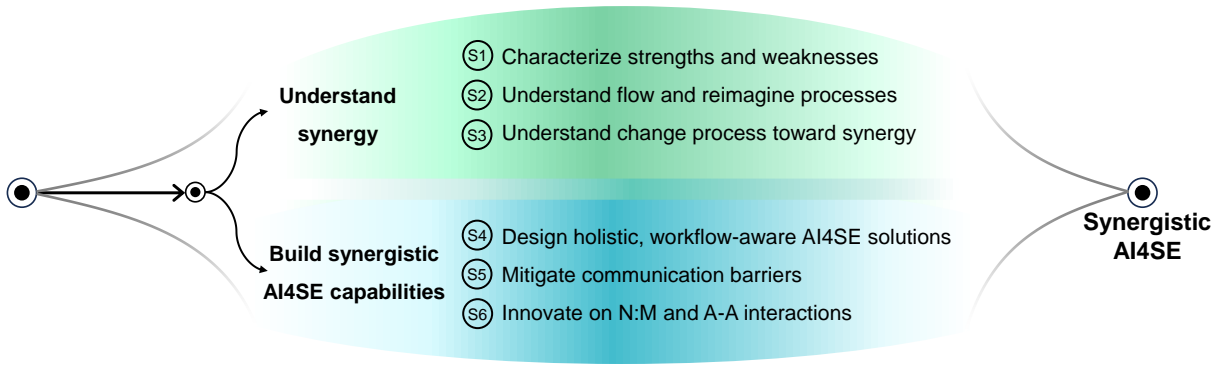 Understand
synergy
S1 Characterize strengths and weaknesses
S2 Understand flow and reimagine processes
S3 Understand change process toward synergy
Build synergistic
AI4SE capabilities
S4 Design holistic, workflow-aware AI4SE solutions
S5 Mitigate communication barriers
S6 Innovate on N:M and A-A interactions
Synergistic
AI4SE